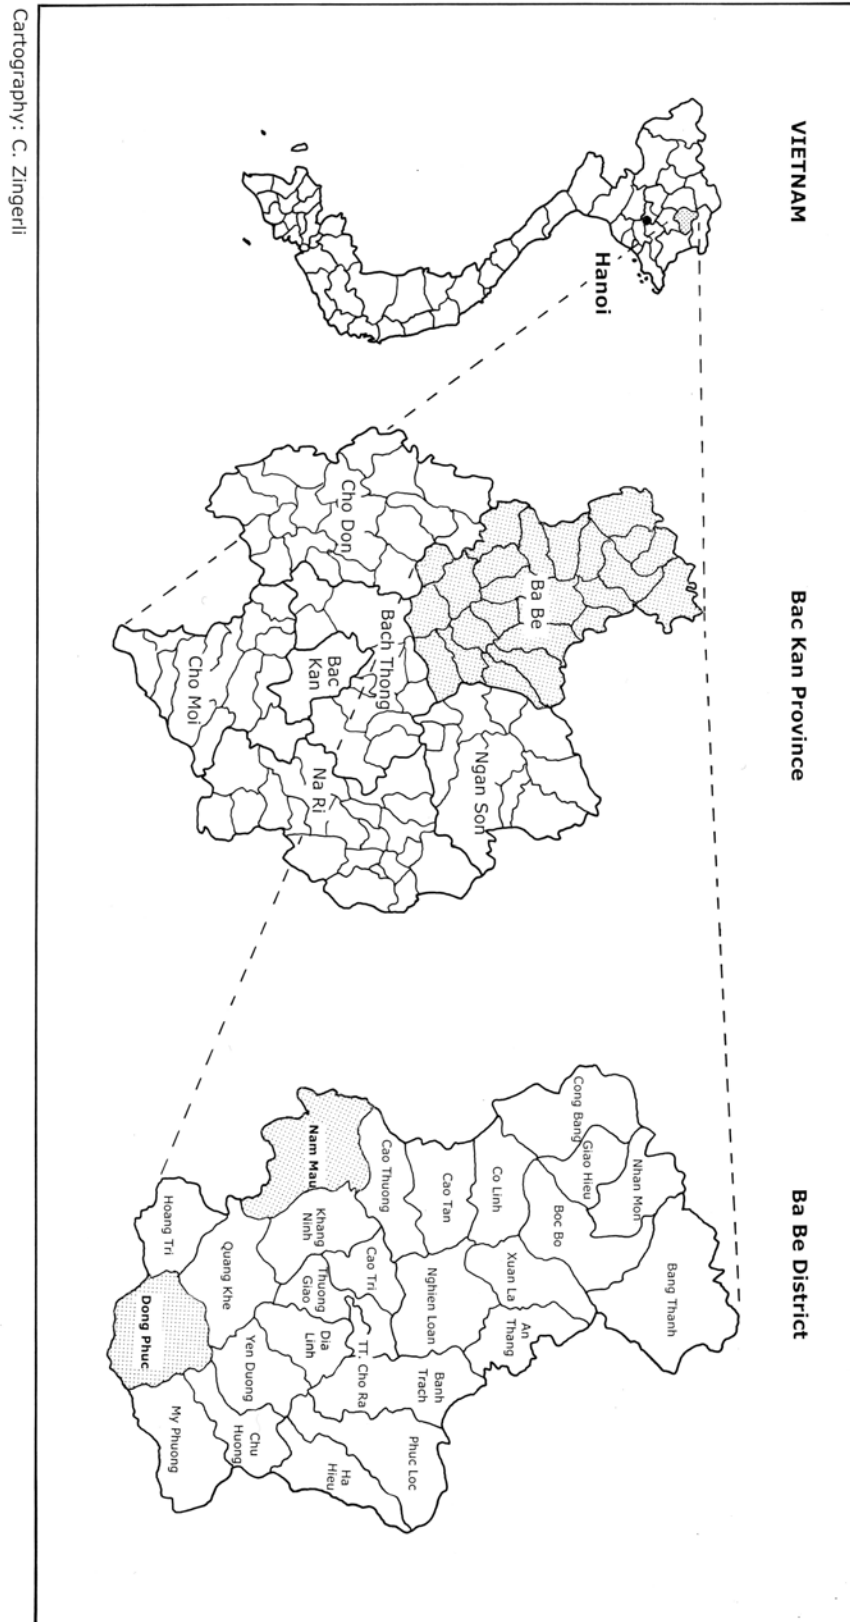 VIETNAM
Hanoi
Bac Kan Province
Ba Be
Cho Don
Bach Thong
Bac
Kan
Cho Moi
Ngan Son
Na Ri
Ba Be District
Bang Thanh
Nhan Mon
Cong Bang
Giao Hieu
Boc Bo
Co Linh
Xuan La
An
Thang
Cao Tan
Nghien Loan
Banh
Trach
Phuc Loc
Cao Thuong
Cao Tri
TT. Cho Ra
Nam Mau
Khang
Ninh
Thuong
Giao
Dia
Linh
Ha
Hieu
Quang Khe
Yen Duong
Chu
Huong
Hoang Tri
Dong Phuc
My Phuong
Cartography: C. Zingerli